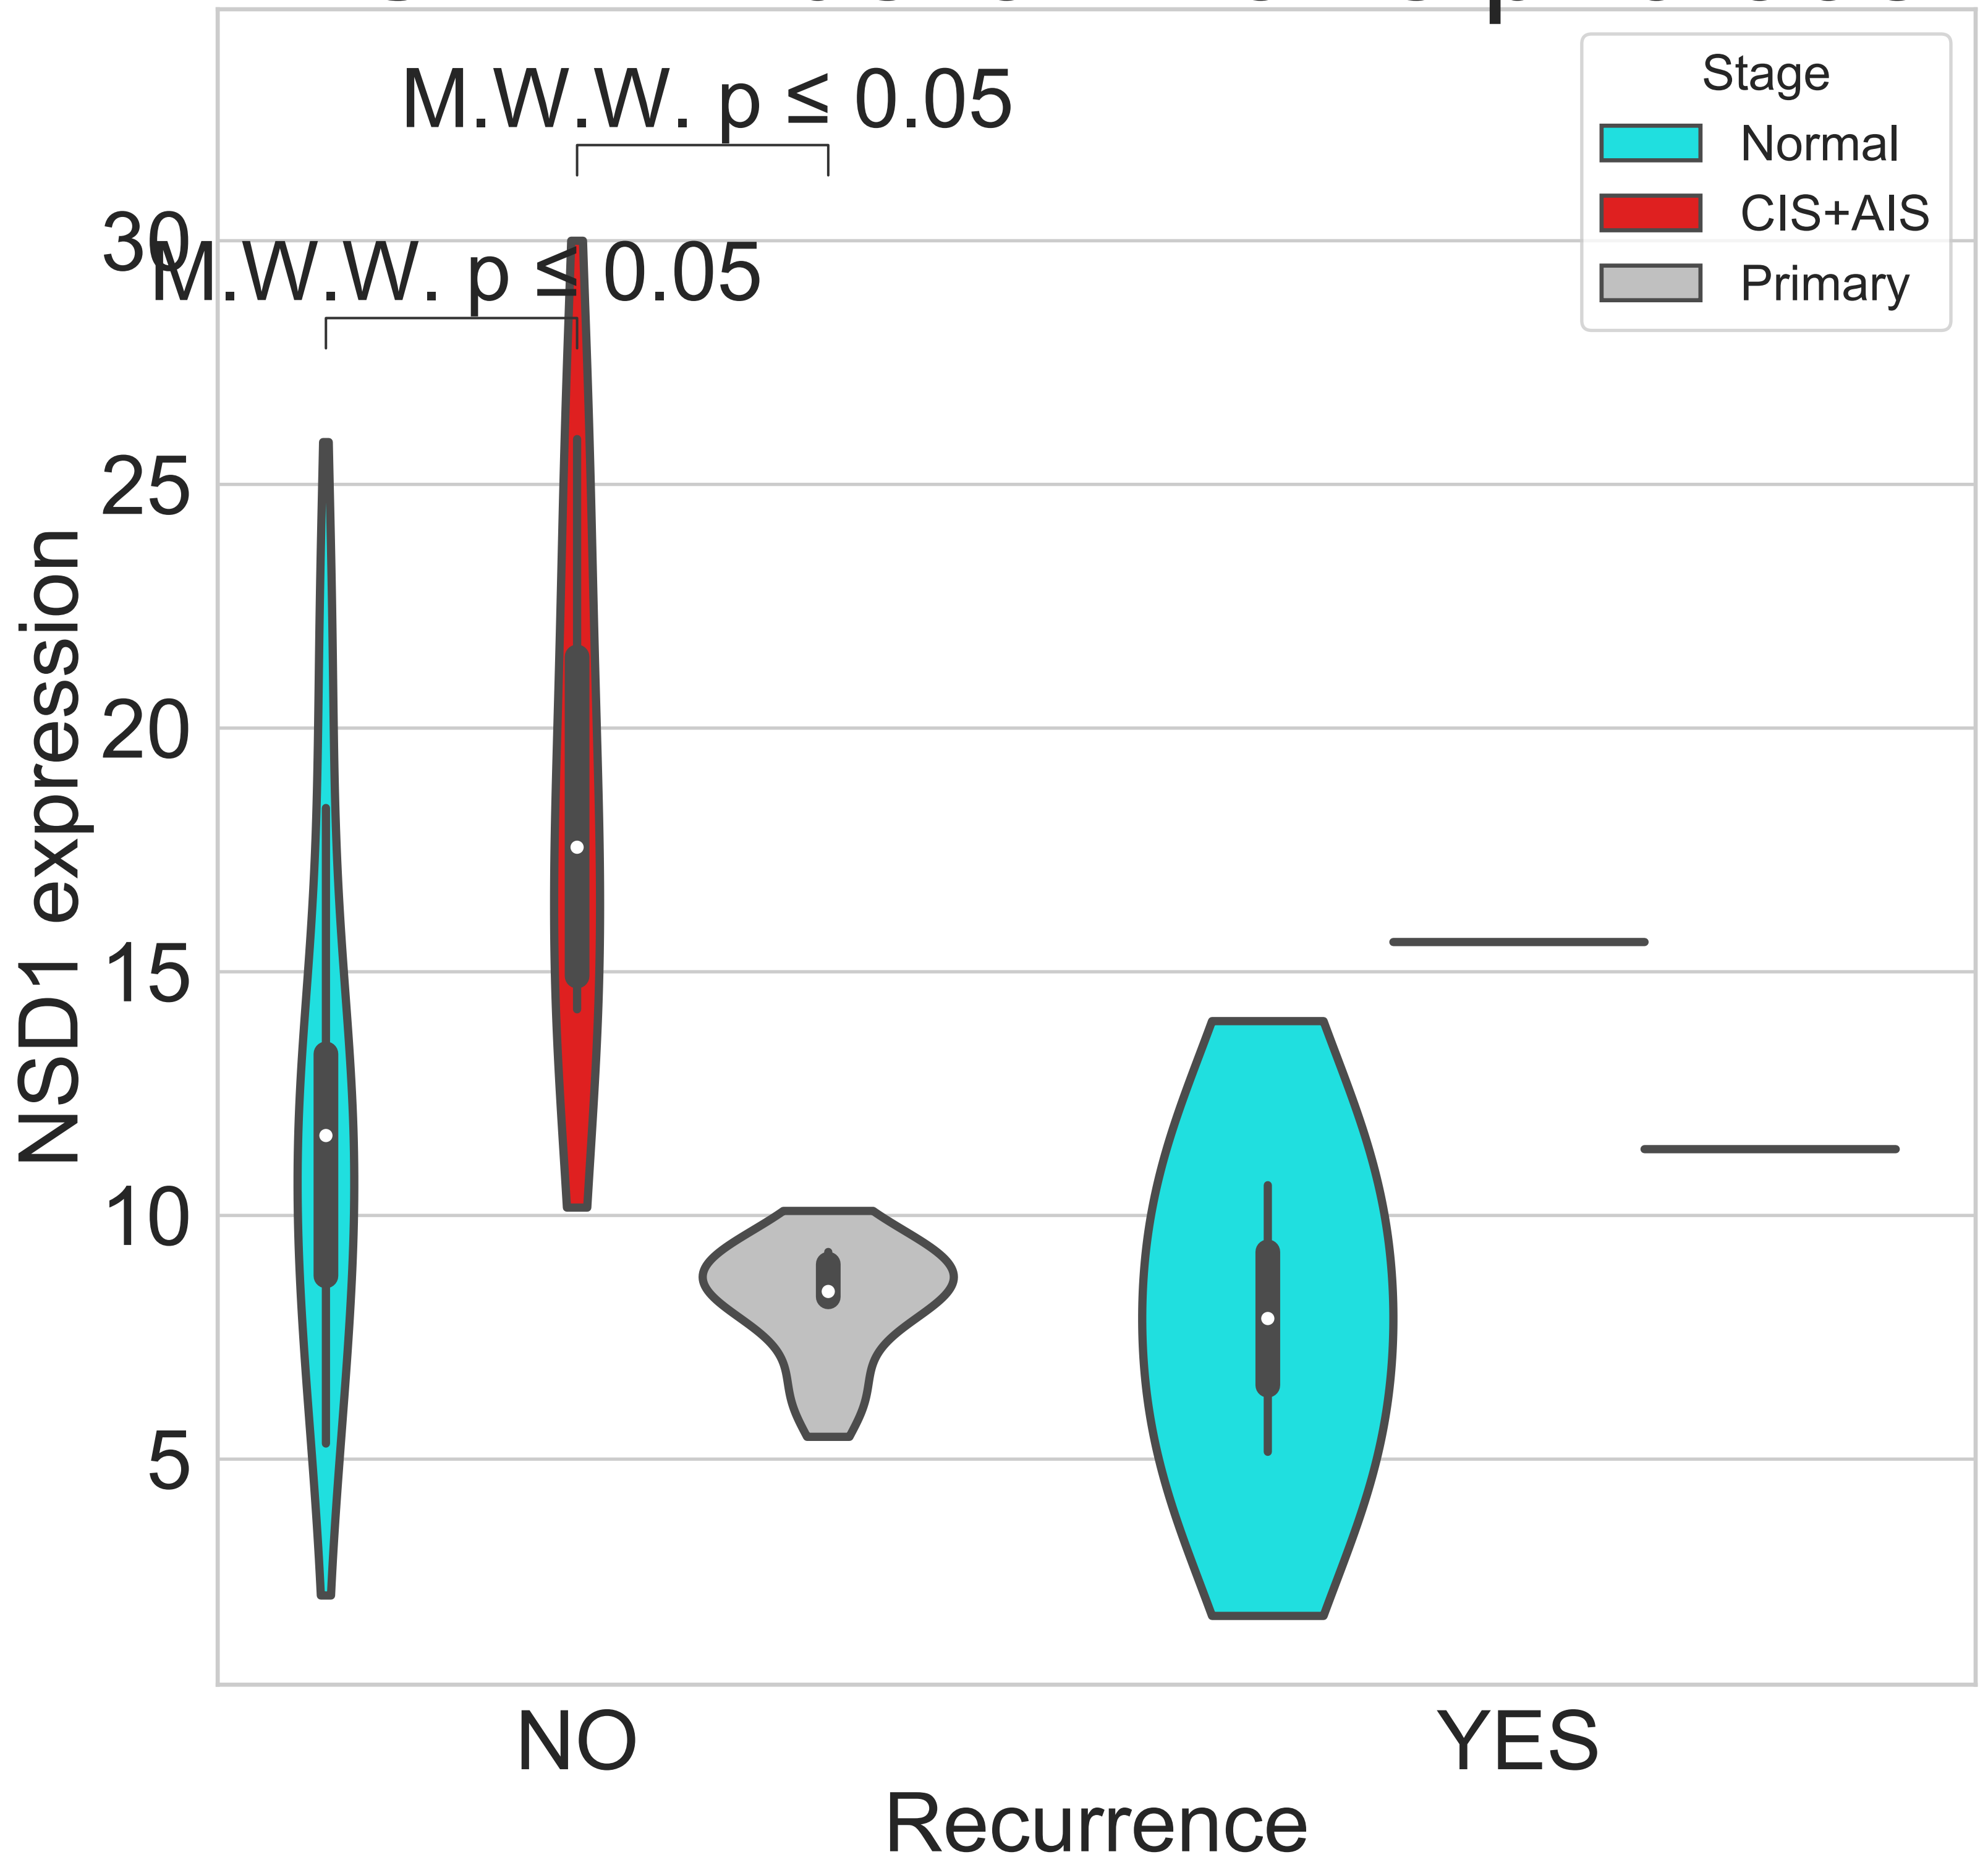 M.W.W. p ≤ 0.05
M.W.W. p ≤ 0.05
Stage
Normal
CIS+AIS
Primary
30
25
20
15
10
5
NSD1 expression
NO
YES
Recurrence